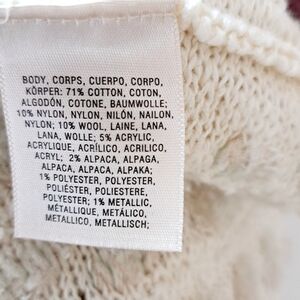 BODY, CORPS, CUERPO, CORPO,
KÖRPER: 71% COTTON, COTON,
ALGODÓN, COTONE, BAUMWOLLE;
10% NYLON, NYLON, NILÓN, NAILON,
NYLON; 10% WOOL, LAINE, LANA,
LANA, WOLLE; 5% ACRYLIC,
ACRYLIQUE, ACRÍLICO, ACRILICO,
ACRYL; 2% ALPACA, ALPAGA,
ALPACA, ALPACA, ALPAKA;
1% POLYESTER, POLYESTER,
POLIÉSTER, POLIESTERE,
POLYESTER; 1% METALLIC,
MÉTALLIQUE, METÁLICO,
METALLICO, METALLISCH;